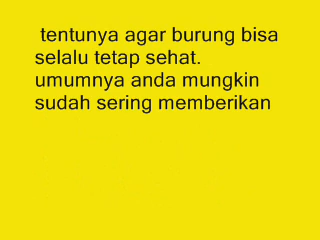 tentunya agar burung bisa
selalu tetap sehat.
umumnya anda mungkin
sudah sering memberikan